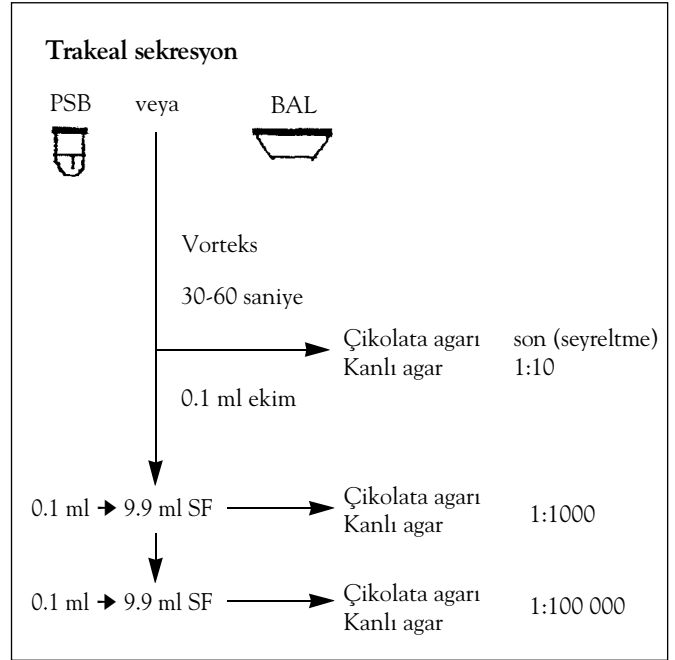 Trakeal sekresyon
PSB veya BAL
Vorteks
30-60 saniye
Çikolata agarı son (seyreltme)
Kanlı agar 1:10
0.1 ml ekim
0.1 ml → 9.9 ml SF Çikolata agarı
Kanlı agar 1:1000
0.1 ml → 9.9 ml SF Çikolata agarı
Kanlı agar 1:100 000